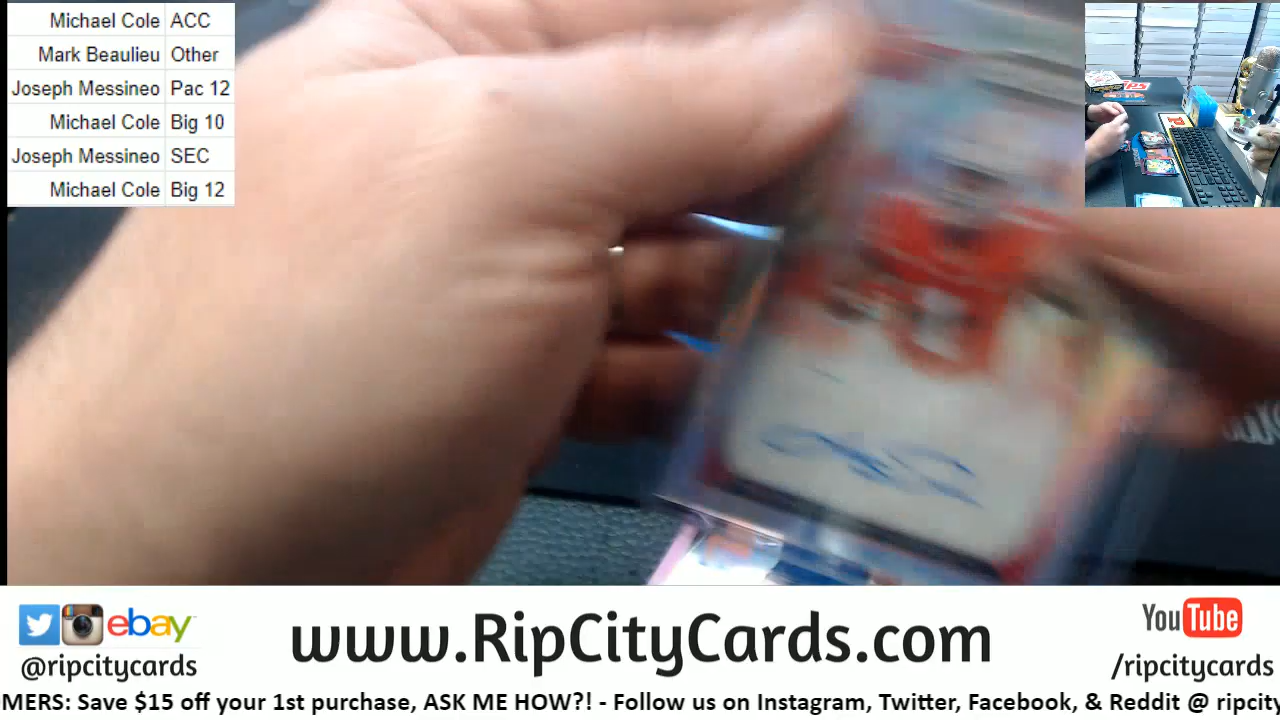 Michael Cole ACC
Mark Beaulieu Other
Joseph Messineo Pac 12
Michael Cole Big 10
Joseph Messineo SEC
Michael Cole Big 12
ebay
@ripcitycards
www.RipCityCards.com
YouTube
/ripcitycards
MERS: Save $15 off your 1st purchase, ASK ME HOW?! - Follow us on Instagram, Twitter, Facebook, & Reddit @ ripcity